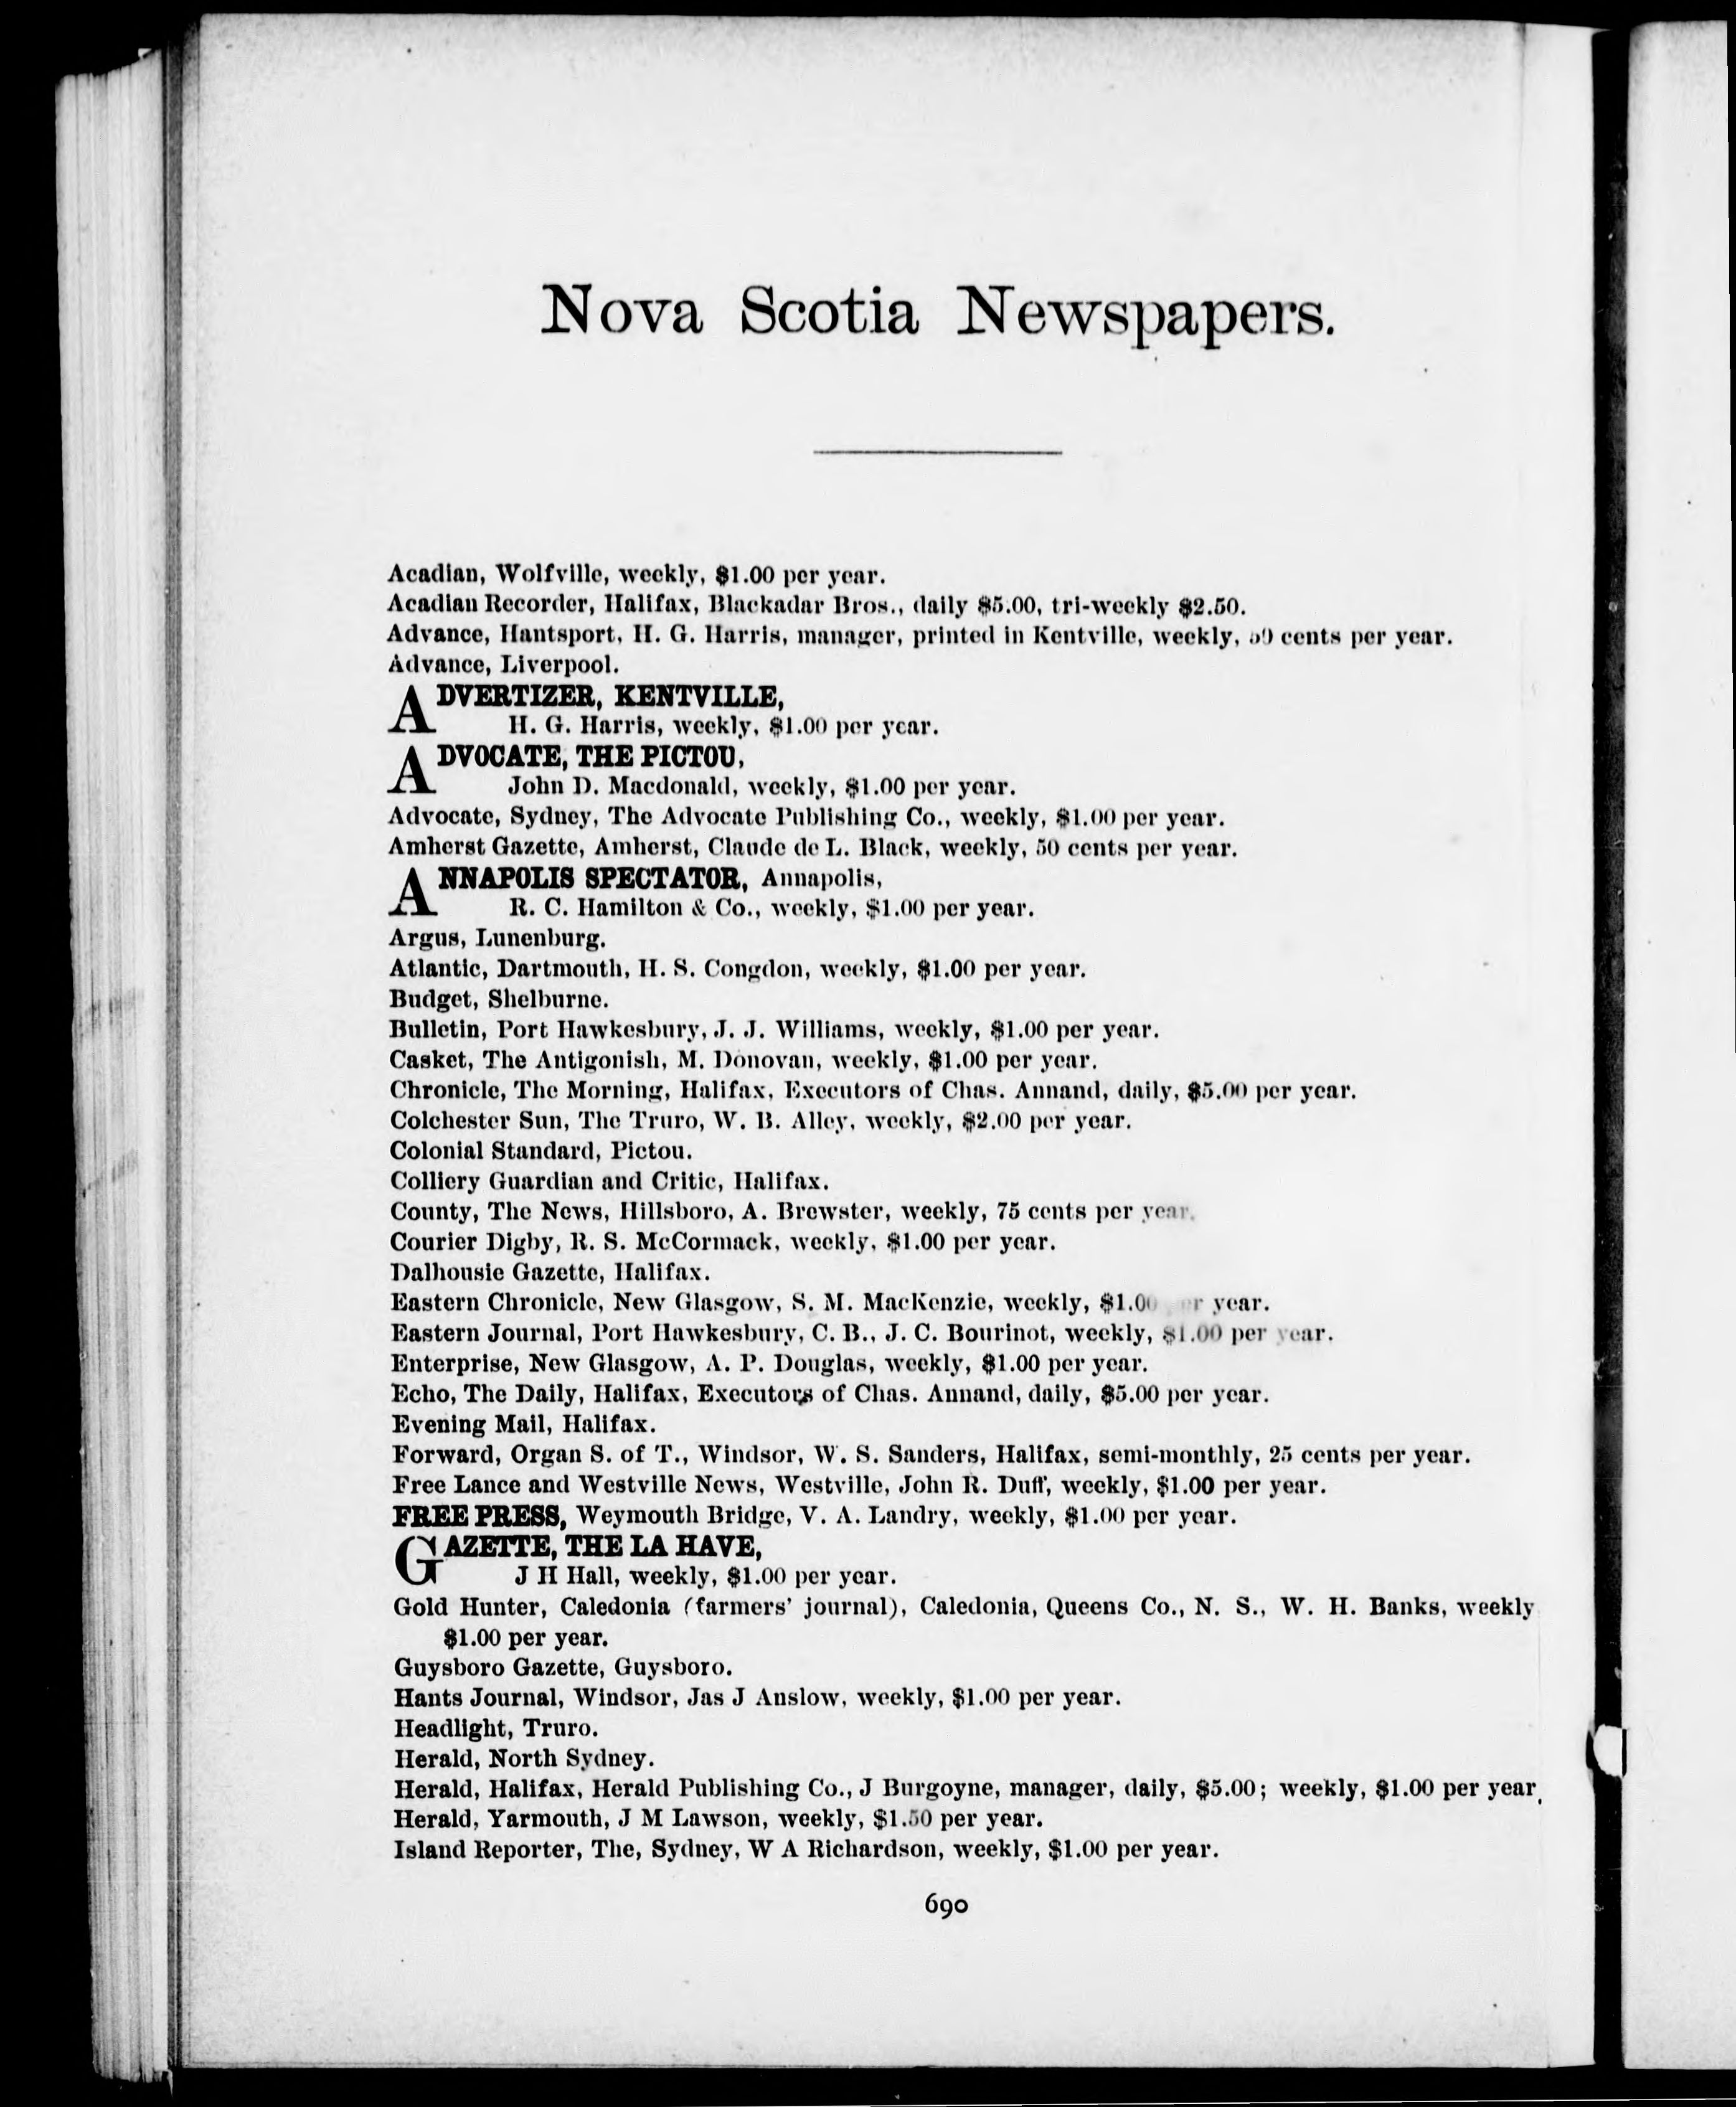 Nova Scotia Newspapers.
Acadian, Wolfville, weekly, $1.00 per year.
Acadian Recorder, Halifax, Blackadar Bros., daily $5.00, tri-weekly $2.50.
Advance, Hantsport, H. G. Harris, manager, printed in Kentville, weekly, 50 cents per year.
Advance, Liverpool.
ADVERTIZER, KENTVILLE,
H. G. Harris, weekly, $1.00 per year.
ADVOCATE, THE PICTOU,
John D. Macdonald, weekly, $1.00 per year.
Advocate, Sydney, The Advocate Publishing Co., weekly, $1.00 per year.
Amherst Gazette, Amherst, Claude de L. Black, weekly, 50 cents per year.
ANNAPOLIS SPECTATOR, Annapolis,
R. C. Hamilton & Co., weekly, $1.00 per year.
Argus, Lunenburg.
Atlantic, Dartmouth, H. S. Congdon, weekly, $1.00 per year.
Budget, Shelburne.
Bulletin, Port Hawkesbury, J. J. Williams, weekly, $1.00 per year.
Casket, The Antigonish, M. Donovan, weekly, $1.00 per year.
Chronicle, The Morning, Halifax, Executors of Chas. Annand, daily, $5.00 per year.
Colchester Sun, The Truro, W. B. Alley, weekly, $2.00 per year.
Colonial Standard, Pictou.
Colliery Guardian and Critic, Halifax.
County, The News, Hillsboro, A. Brewster, weekly, 75 cents per year.
Courier Digby, R. S. McCormack, weekly, $1.00 per year.
Dalhousie Gazette, Halifax.
Eastern Chronicle, New Glasgow, S. M. MacKenzie, weekly, $1.00 per year.
Eastern Journal, Port Hawkesbury, C. B., J. C. Bourinot, weekly, $1.00 per year.
Enterprise, New Glasgow, A. P. Douglas, weekly, $1.00 per year.
Echo, The Daily, Halifax, Executors of Chas. Annand, daily, $5.00 per year.
Evening Mail, Halifax.
Forward, Organ S. of T., Windsor, W. S. Sanders, Halifax, semi-monthly, 25 cents per year.
Free Lance and Westville News, Westville, John R. Duff, weekly, $1.00 per year.
FREE PRESS, Weymouth Bridge, V. A. Landry, weekly, $1.00 per year.
GAZETTE, THE LA HAVE,
J H Hall, weekly, $1.00 per year.
Gold Hunter, Caledonia (farmers' journal), Caledonia, Queens Co., N. S., W. H. Banks, weekly
$1.00 per year.
Guysboro Gazette, Guysboro.
Hants Journal, Windsor, Jas J Anslow, weekly, $1.00 per year.
Headlight, Truro.
Herald, North Sydney.
Herald, Halifax, Herald Publishing Co., J Burgoyne, manager, daily, $5.00; weekly, $1.00 per year.
Herald, Yarmouth, J M Lawson, weekly, $1.50 per year.
Island Reporter, The, Sydney, W A Richardson, weekly, $1.00 per year.
690